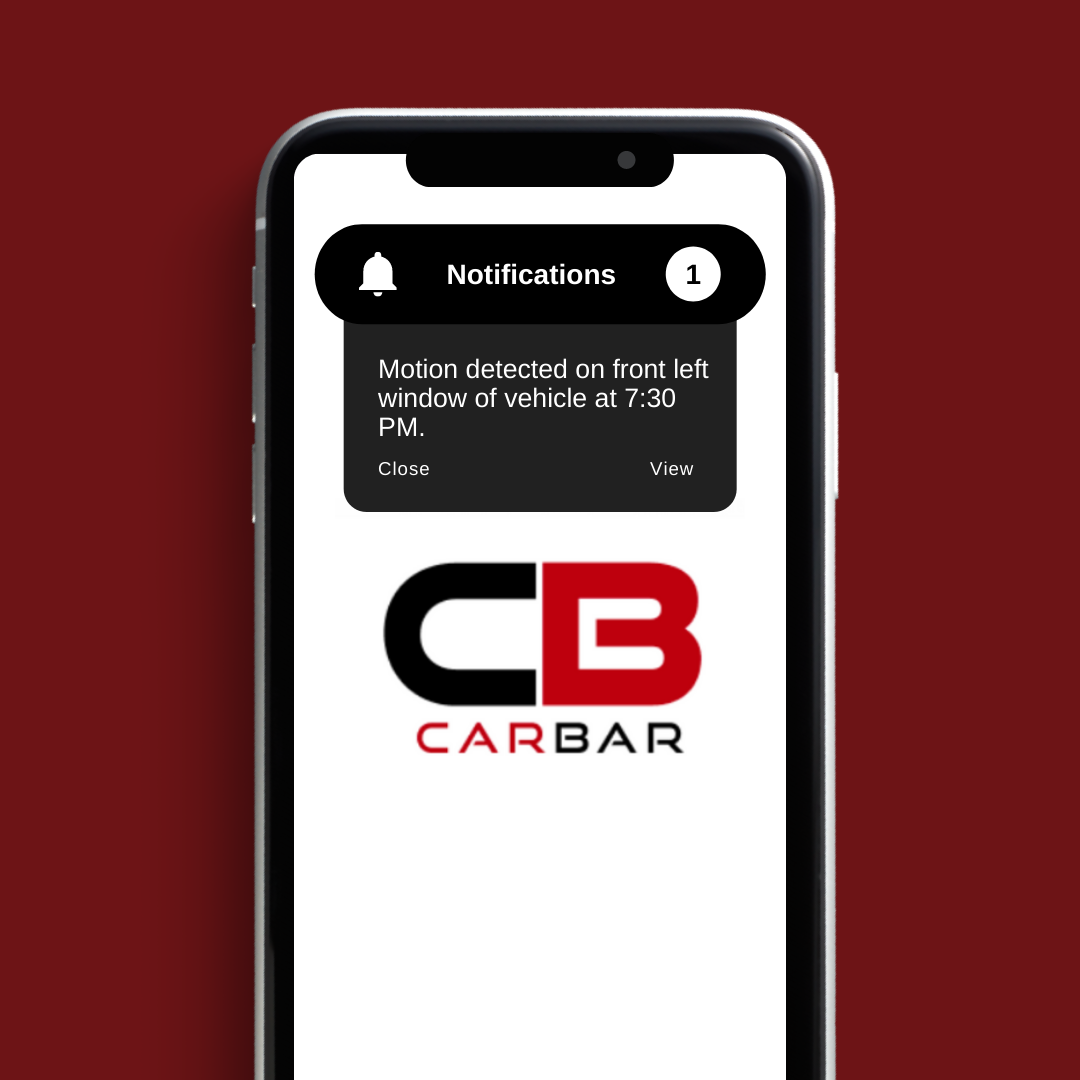 Notifications 1
Motion detected on front left
window of vehicle at 7:30
PM.
Close View
CB
CARBAR